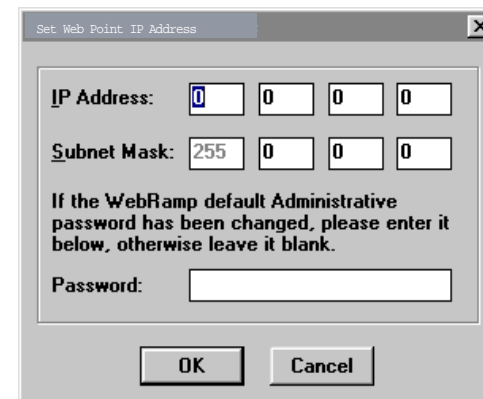 Set Web Point IP Address
IP Address: 0 0 0 0
Subnet Mask: 255 0 0 0
If the WebRamp default Administrative
password has been changed, please enter it
below, otherwise leave it blank.
Password:
OK Cancel